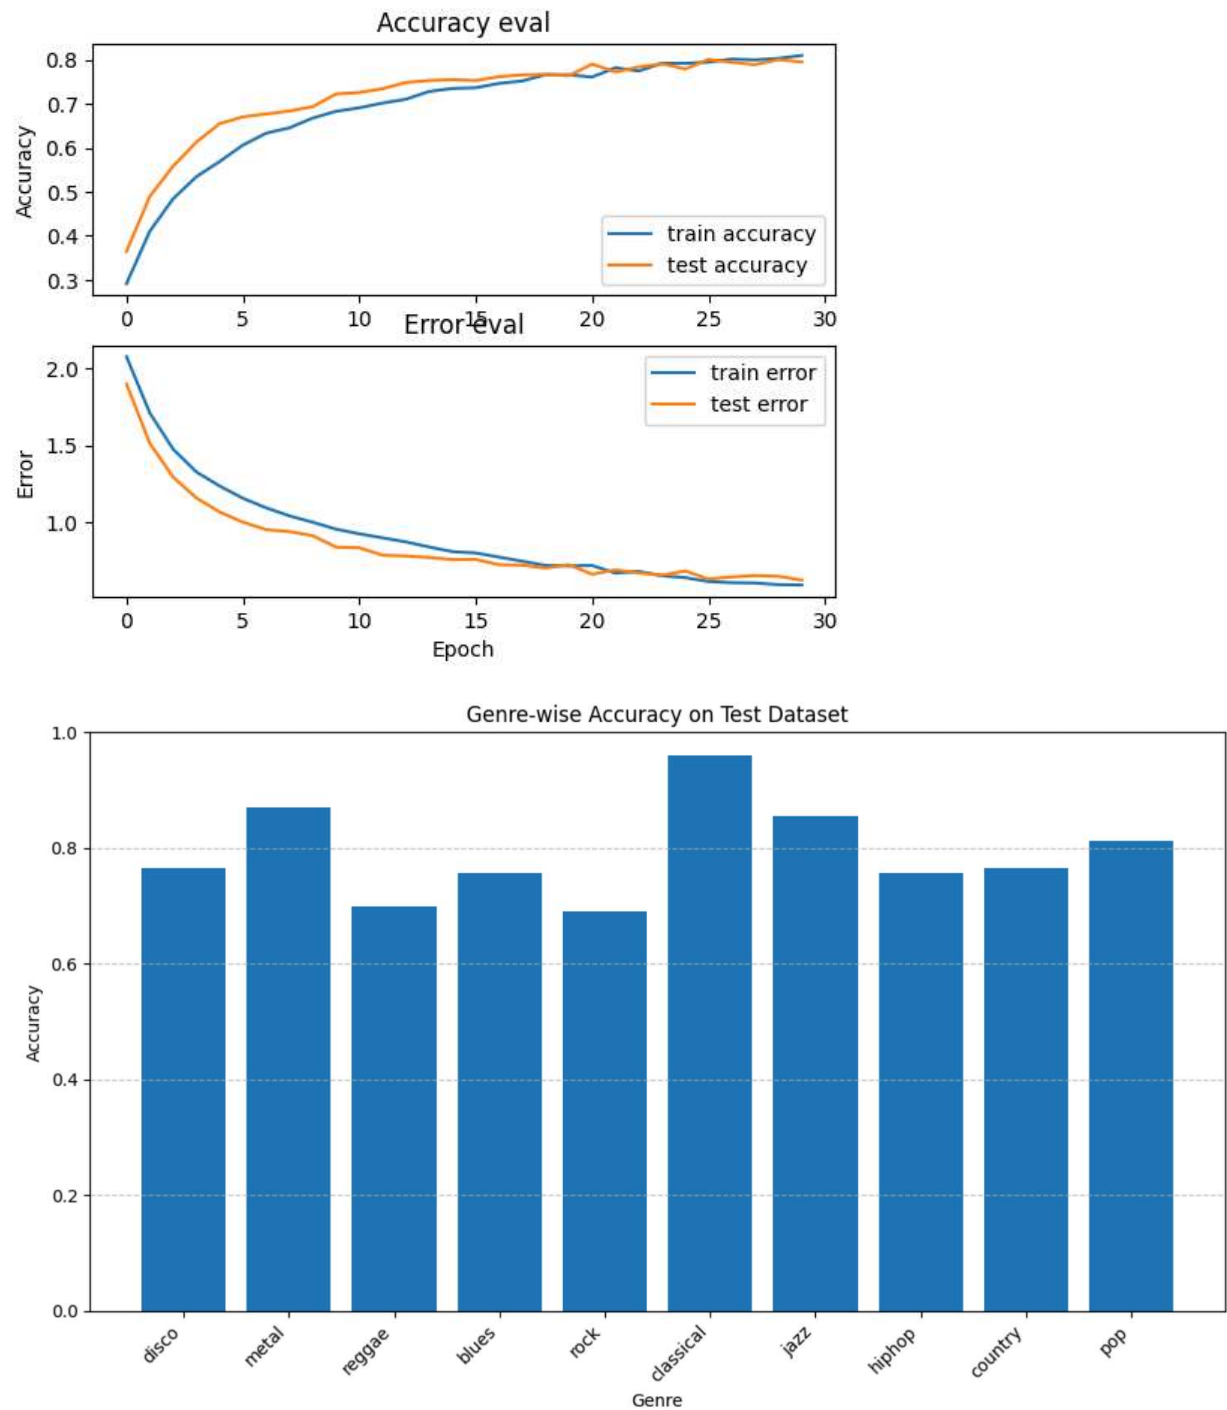 Accuracy eval
0.8
0.7
0.6
0.5
0.4
0.3
Accuracy
train accuracy
test accuracy
0 5 10 15 20 25 30
Error eval
2.0
1.5
1.0
Error
train error
test error
0 5 10 15 20 25 30
Epoch
Genre-wise Accuracy on Test Dataset
1.0
0.8
0.6
0.4
0.2
0.0
Accuracy
disco metal reggae blues rock classical jazz hiphop country pop
Genre